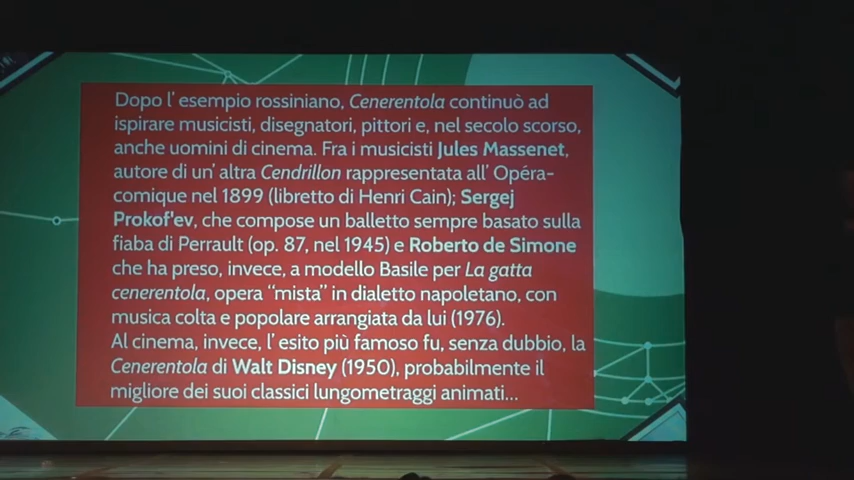 Dopo l' esempio rossiniano, Cenerentola continuò ad
ispirare musicisti, disegnatori, pittori e, nel secolo scorso,
anche uomini di cinema. Fra i musicisti Jules Massenet,
autore di un' altra Cendrillon rappresentata all' Opéra-
comique nel 1899 (libretto di Henri Cain); Sergej
Prokof'ev, che compose un balletto sempre basato sulla
fiaba di Perrault (op. 87, nel 1945) e Roberto de Simone
che ha preso, invece, a modello Basile per La gatta
cenerentola, opera “mista” in dialetto napoletano, con
musica colta e popolare arrangiata da lui (1976).
Al cinema, invece, l' esito più famoso fu, senza dubbio, la
Cenerentola di Walt Disney (1950), probabilmente il
migliore dei suoi classici lungometraggi animati...